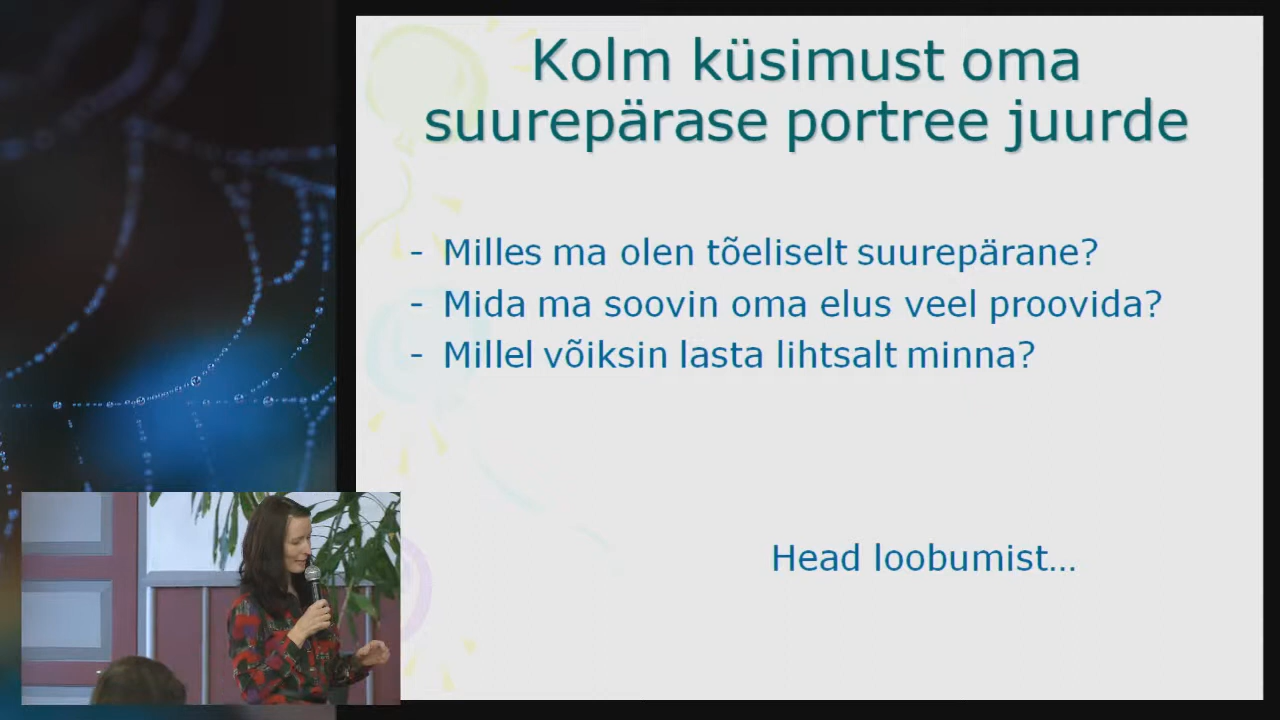 Kolm küsimust oma
suurepärase portree juurde
- Milles ma olen tõeliselt suurepärane?
- Mida ma soovin oma elus veel proovida?
- Millel võiksin lasta lihtsalt minna?
Head loobumist…